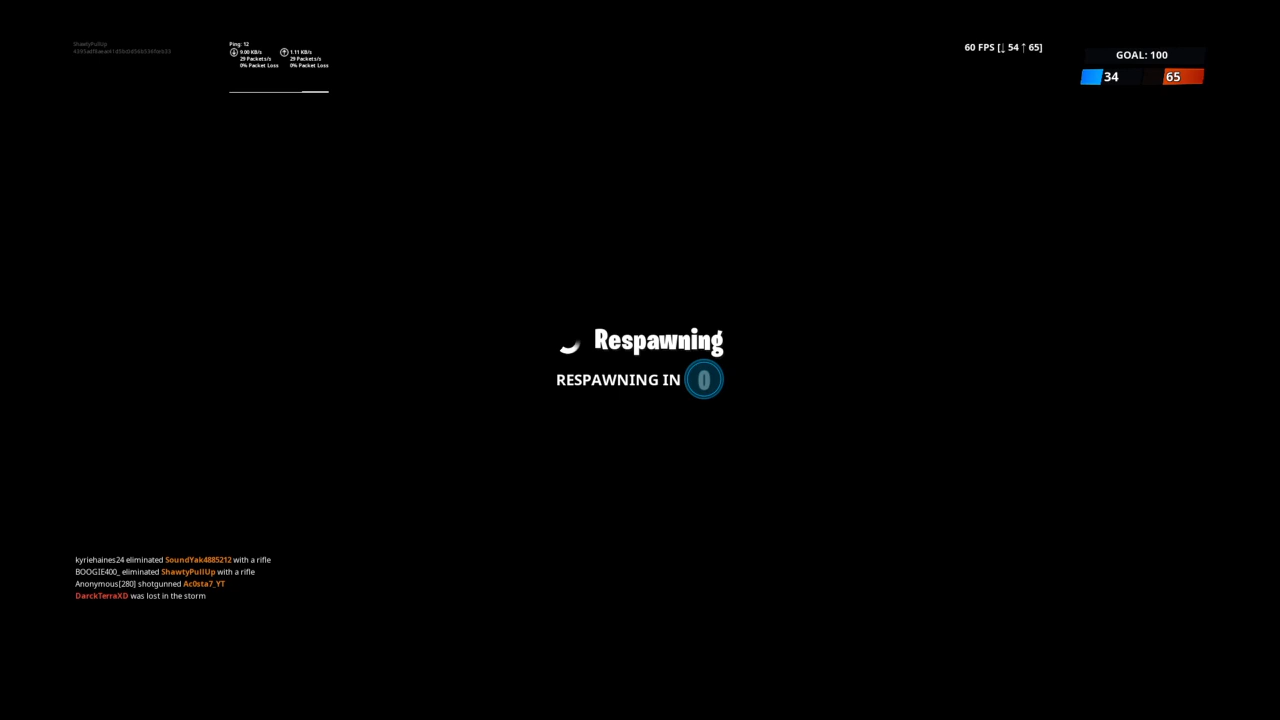 ShawtyPullUp
Ping: 12
9.00 KB/s 1.11 KB/s
29 Packets/s 29 Packets/s
0% Packet Loss 0% Packet Loss
60 FPS [↓ 54 ↑ 65]
GOAL: 100
34 65
Respawning
RESPAWNING IN 0
kyriehaines24 eliminated SoundYak4885212 with a rifle
BOOGIE400_ eliminated ShawtyPullUp with a rifle
Anonymous[280] shotgunned Ac0sta7_YT
DarckTerraXD was lost in the storm